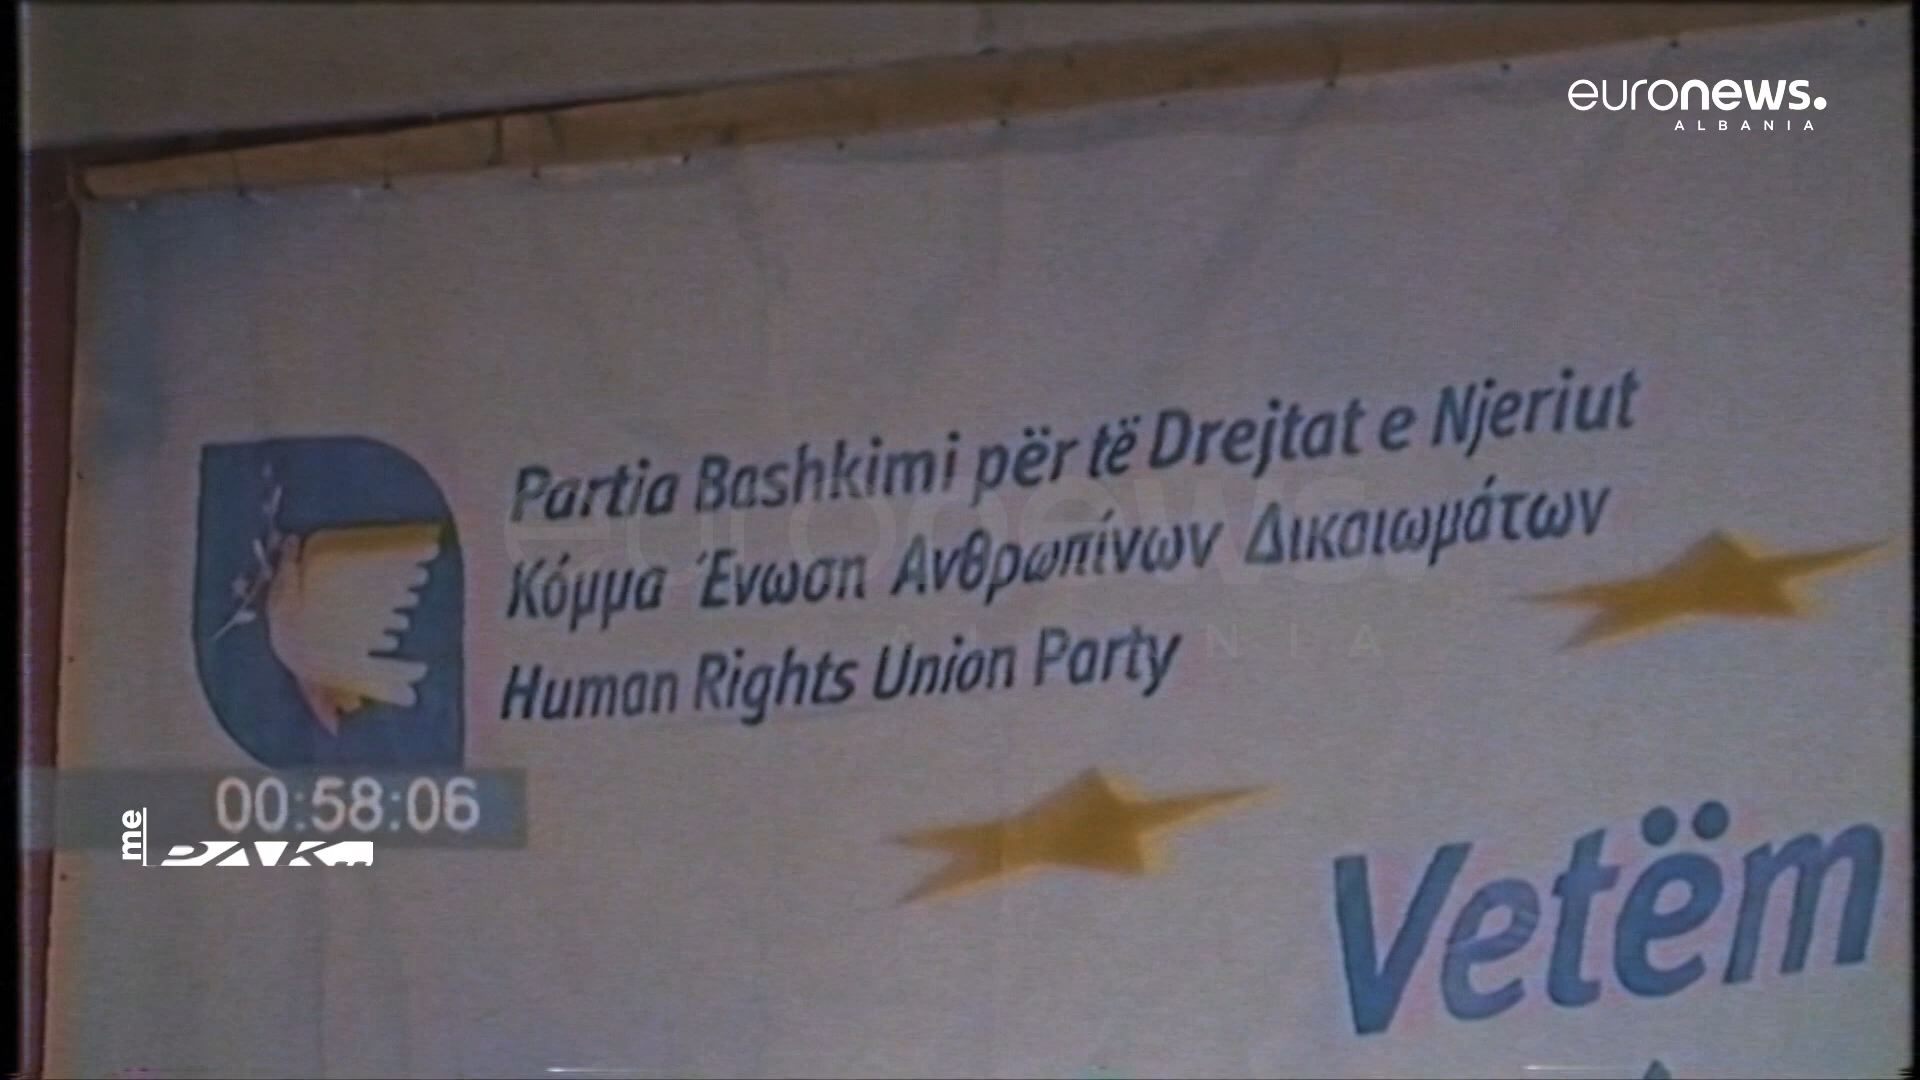 euronews.
ALBANIA
Partia Bashkimi për të Drejtat e Njeriut
Κόμμα Ένωση Ανθρωπίνων Δικαιωμάτων
Human Rights Union Party
00:58:06
me
Vetëm